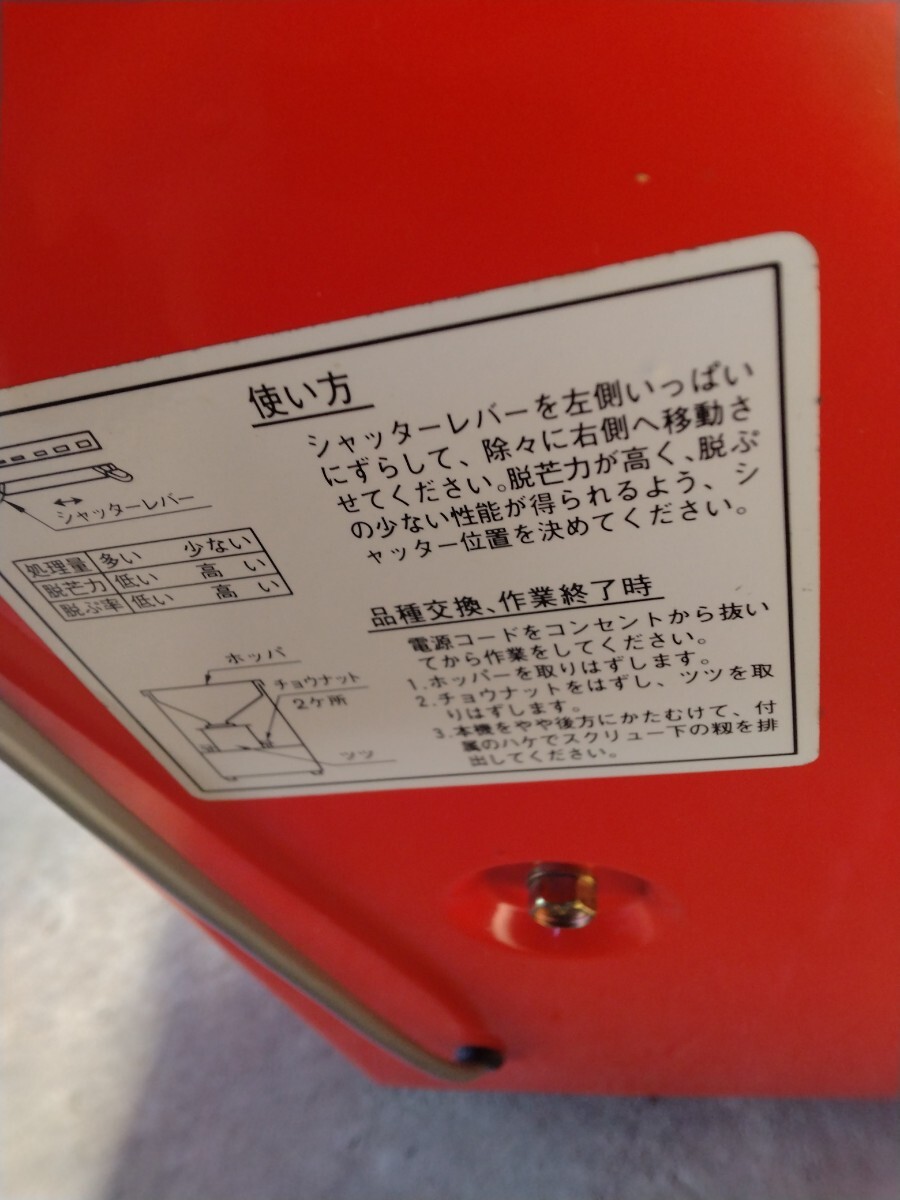 使い方
シャッターレバーを左側いっぱい
にずらして、除々に右側へ移動さ
せてください。脱芒力が高く、脱ぷ
の少ない性能が得られるよう、シ
ャッター位置を決めてください。
シャッターレバー
処理量 多い 少ない
脱芒力 低い 高い
脱ぷ率 低い 高い
品種交換、作業終了時
電源コードをコンセントから抜い
てから作業をしてください。
1.ホッパーを取りはずします。
2.チョウナットをはずし、ツツを取
りはずします。
3.本機をやや後方にかたむけて、付
属のハケでスクリュー下の籾を排
出してください。
ホッパ
チョウナット
2ケ所
ツツ